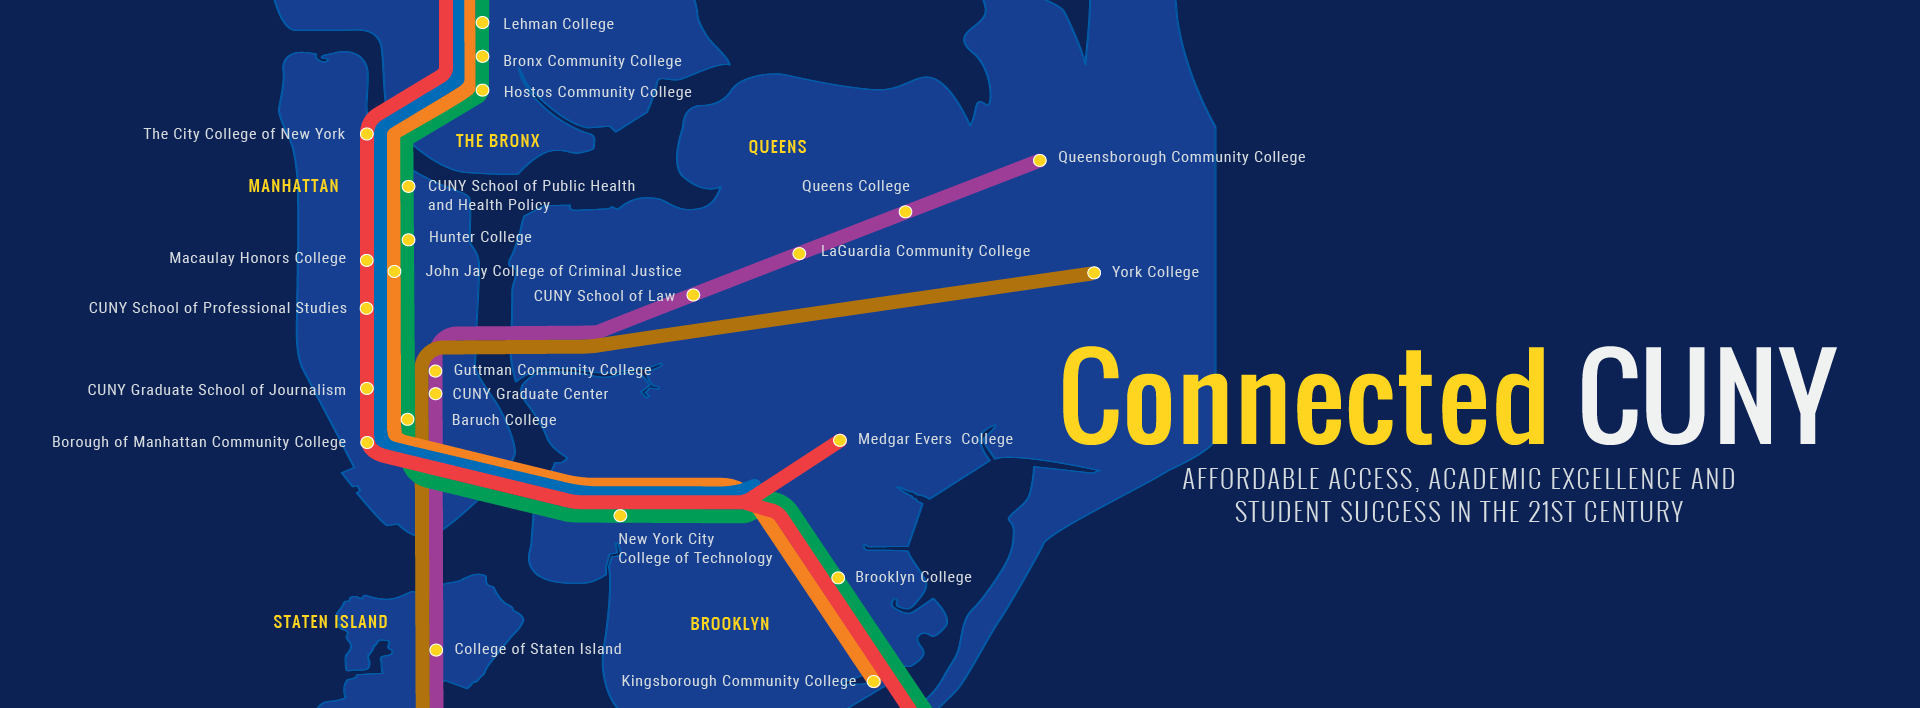 Lehman College
Bronx Community College
Hostos Community College
The City College of New York
THE BRONX
QUEENS
Queensborough Community College
MANHATTAN
CUNY School of Public Health
and Health Policy
Queens College
Hunter College
LaGuardia Community College
Macaulay Honors College
John Jay College of Criminal Justice
York College
CUNY School of Law
CUNY School of Professional Studies
Guttman Community College
CUNY Graduate School of Journalism
CUNY Graduate Center
Baruch College
Borough of Manhattan Community College
Medgar Evers College
Connected CUNY
AFFORDABLE ACCESS, ACADEMIC EXCELLENCE AND
STUDENT SUCCESS IN THE 21ST CENTURY
New York City
College of Technology
Brooklyn College
STATEN ISLAND
BROOKLYN
College of Staten Island
Kingsborough Community College